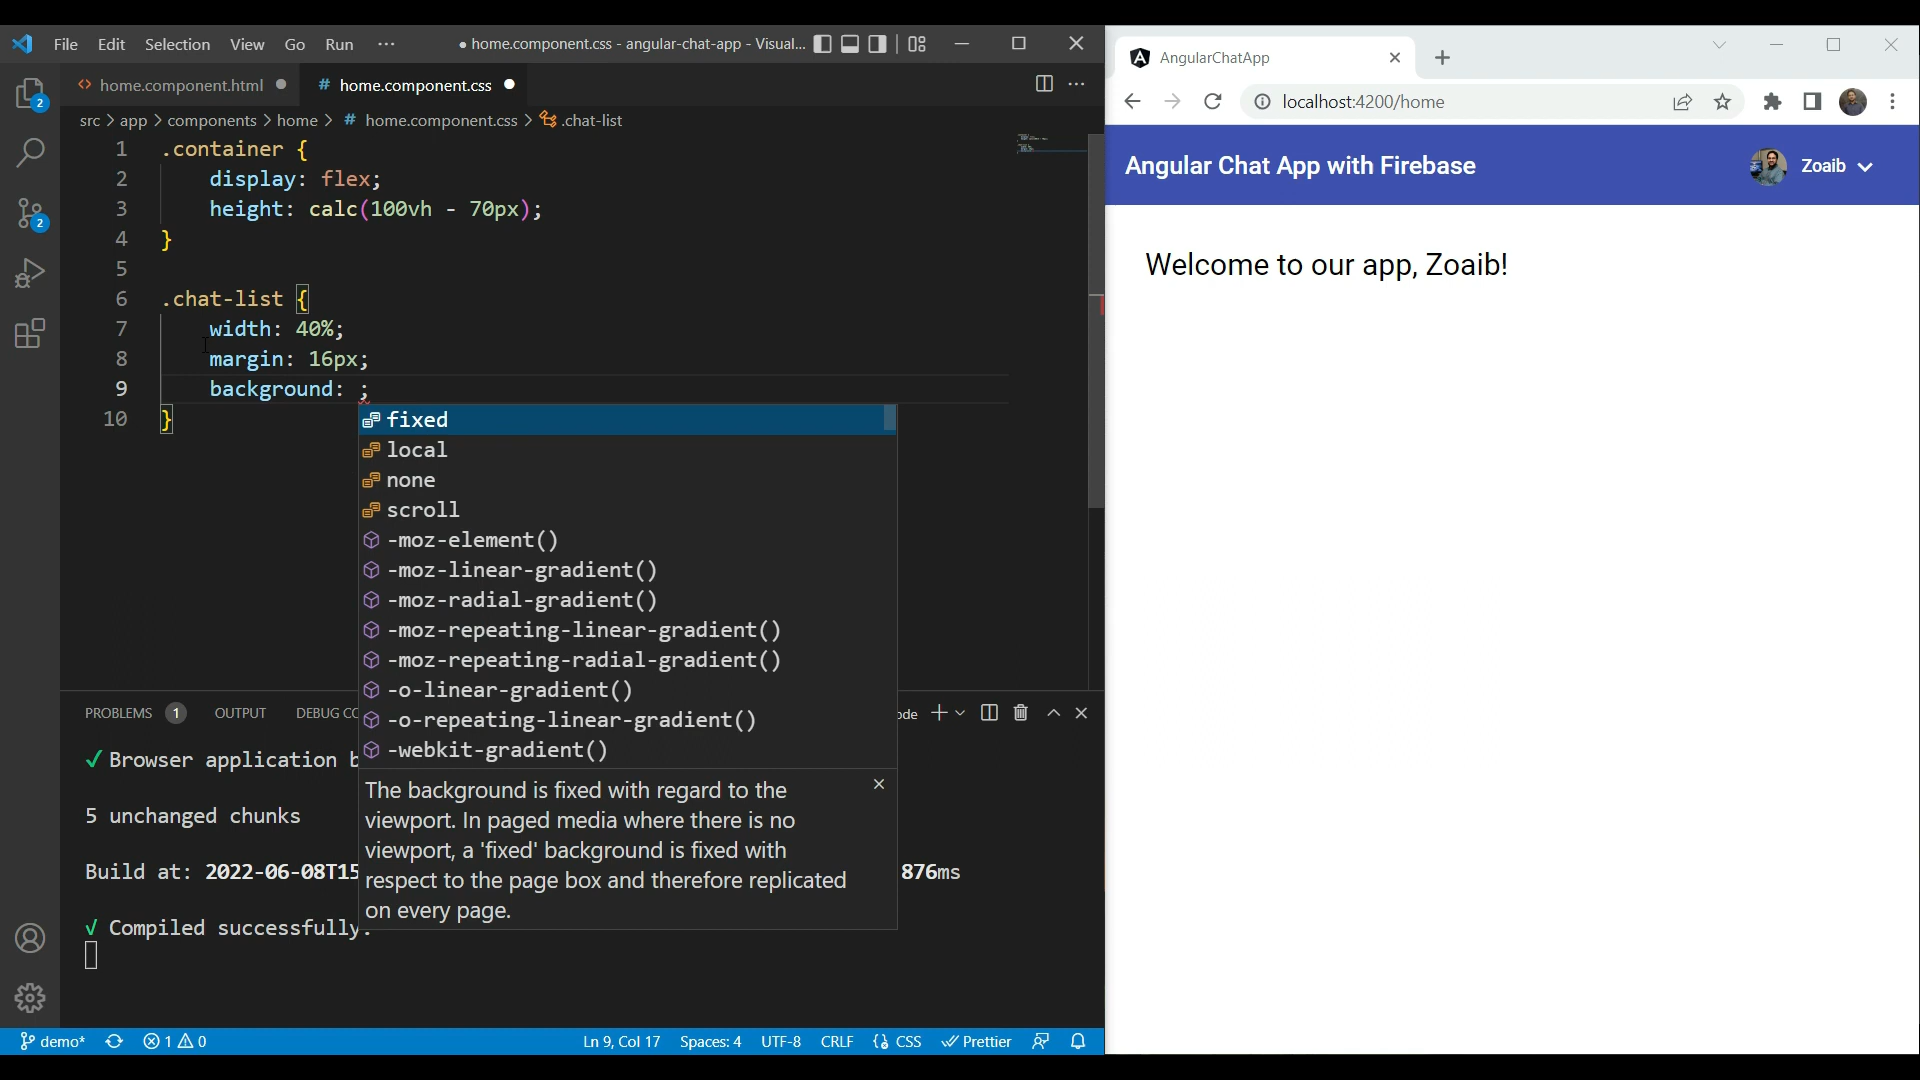 File Edit Selection View Go Run ··· ● home.component.css - angular-chat-app - Visual...
home.component.html ● # home.component.css ●
src > app > components > home > # home.component.css > .chat-list
1 .container {
2 display: flex;
3 height: calc(100vh - 70px);
4 }
5
6 .chat-list {
7 width: 40%;
8 margin: 16px;
9 background: ;
10 }
fixed
local
none
scroll
-moz-element()
-moz-linear-gradient()
-moz-radial-gradient()
-moz-repeating-linear-gradient()
-moz-repeating-radial-gradient()
-o-linear-gradient()
-o-repeating-linear-gradient()
-webkit-gradient()
The background is fixed with regard to the
viewport. In paged media where there is no
viewport, a 'fixed' background is fixed with
respect to the page box and therefore replicated
on every page.
2
2
PROBLEMS 1 OUTPUT DEBUG CO de
✓ Browser application b
5 unchanged chunks
Build at: 2022-06-08T15 876ms
√ Compiled successfully.
demo* 1 0 Ln 9, Col 17 Spaces: 4 UTF-8 CRLF CSS Prettier
AngularChatApp
localhost:4200/home
Angular Chat App with Firebase Zoaib
Welcome to our app, Zoaib!